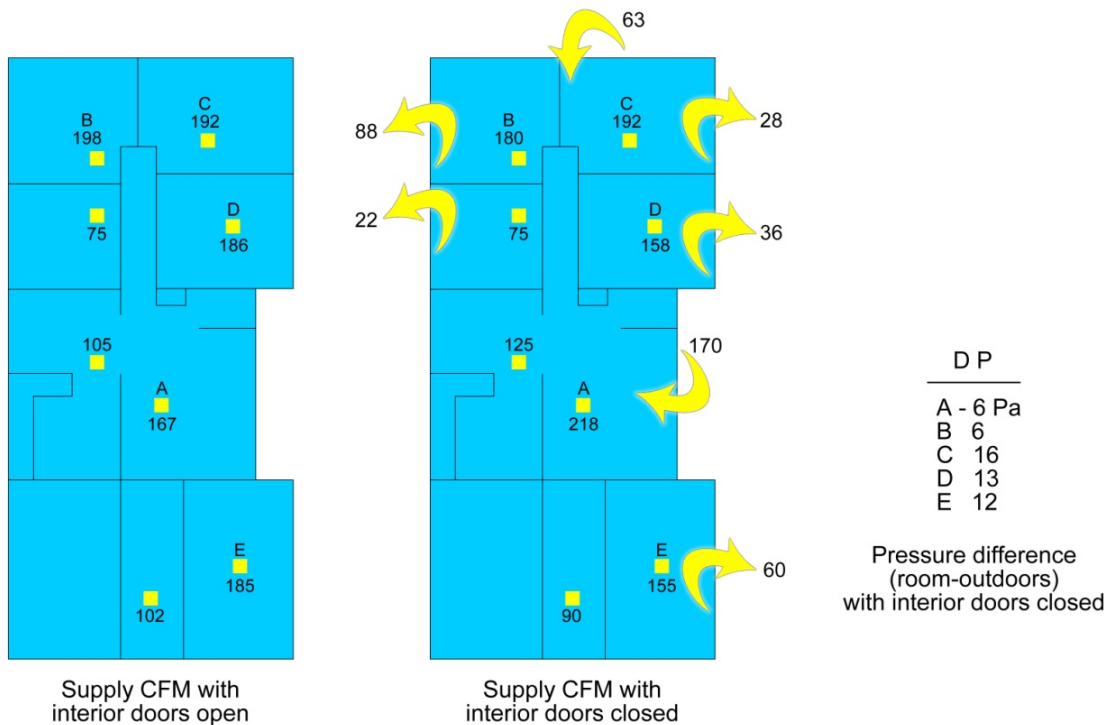 B
198
C
192
75
D
186
105
A
167
E
185
102
Supply CFM with
interior doors open
63
88
B
180
C
192
28
22
75
D
158
36
125
170
A
218
E
155
60
90
Supply CFM with
interior doors closed
D P
A - 6 Pa
B 6
C 16
D 13
E 12
Pressure difference
(room-outdoors)
with interior doors closed